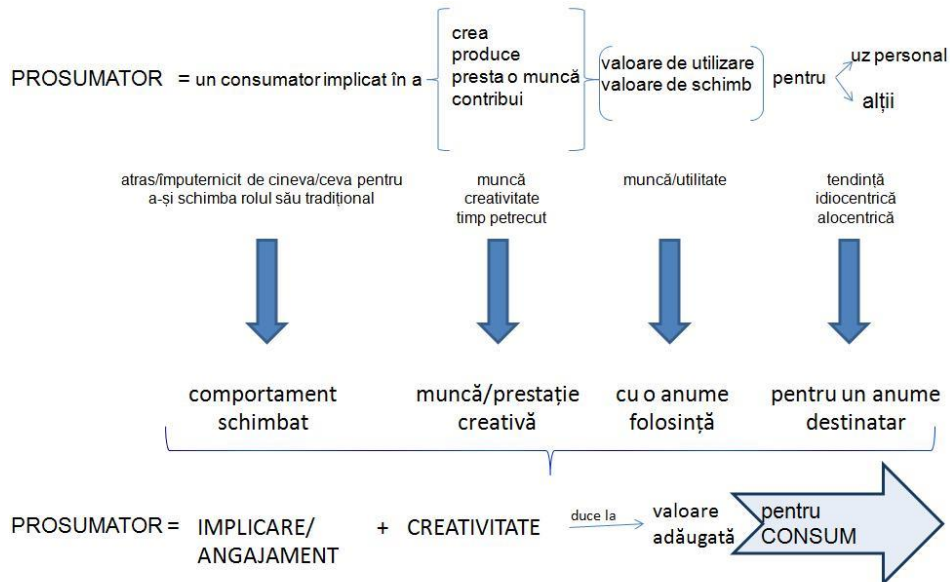 crea
produce
PROSUMATOR = un consumator implicat în a presta o muncă valoare de utilizare pentru uz personal
contribui valoare de schimb alții
atras/împuternicit de cineva/ceva pentru
a-și schimba rolul său tradițional
muncă
creativitate
timp petrecut
muncă/utilitate
tendință
idiocentrică
alocentrică
comportament
schimbat
muncă/prestație
creativă
cu o anume
folosință
pentru un anume
destinatar
PROSUMATOR = IMPLICARE/
ANGAJAMENT
+ CREATIVITATE
duce la
valoare
adăugată
pentru
CONSUM